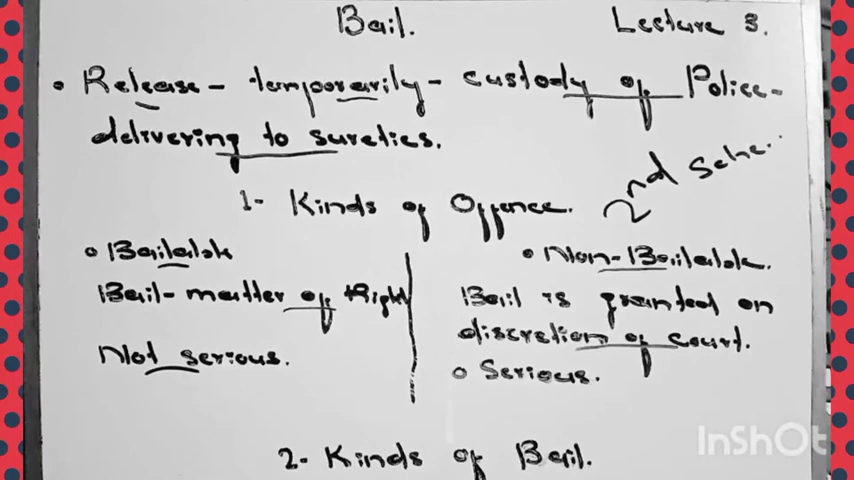 Bail. Lecture 3.
• Release - temporarily - custody of Police -
delivering to sureties.
1- Kinds of Offence. 2nd Sche..
• Bailable
Bail - matter of Right
Not serious.
• Non-Bailable.
Bail is granted on
discretion of court.
• Serious.
2- Kinds of Bail.
InShOt